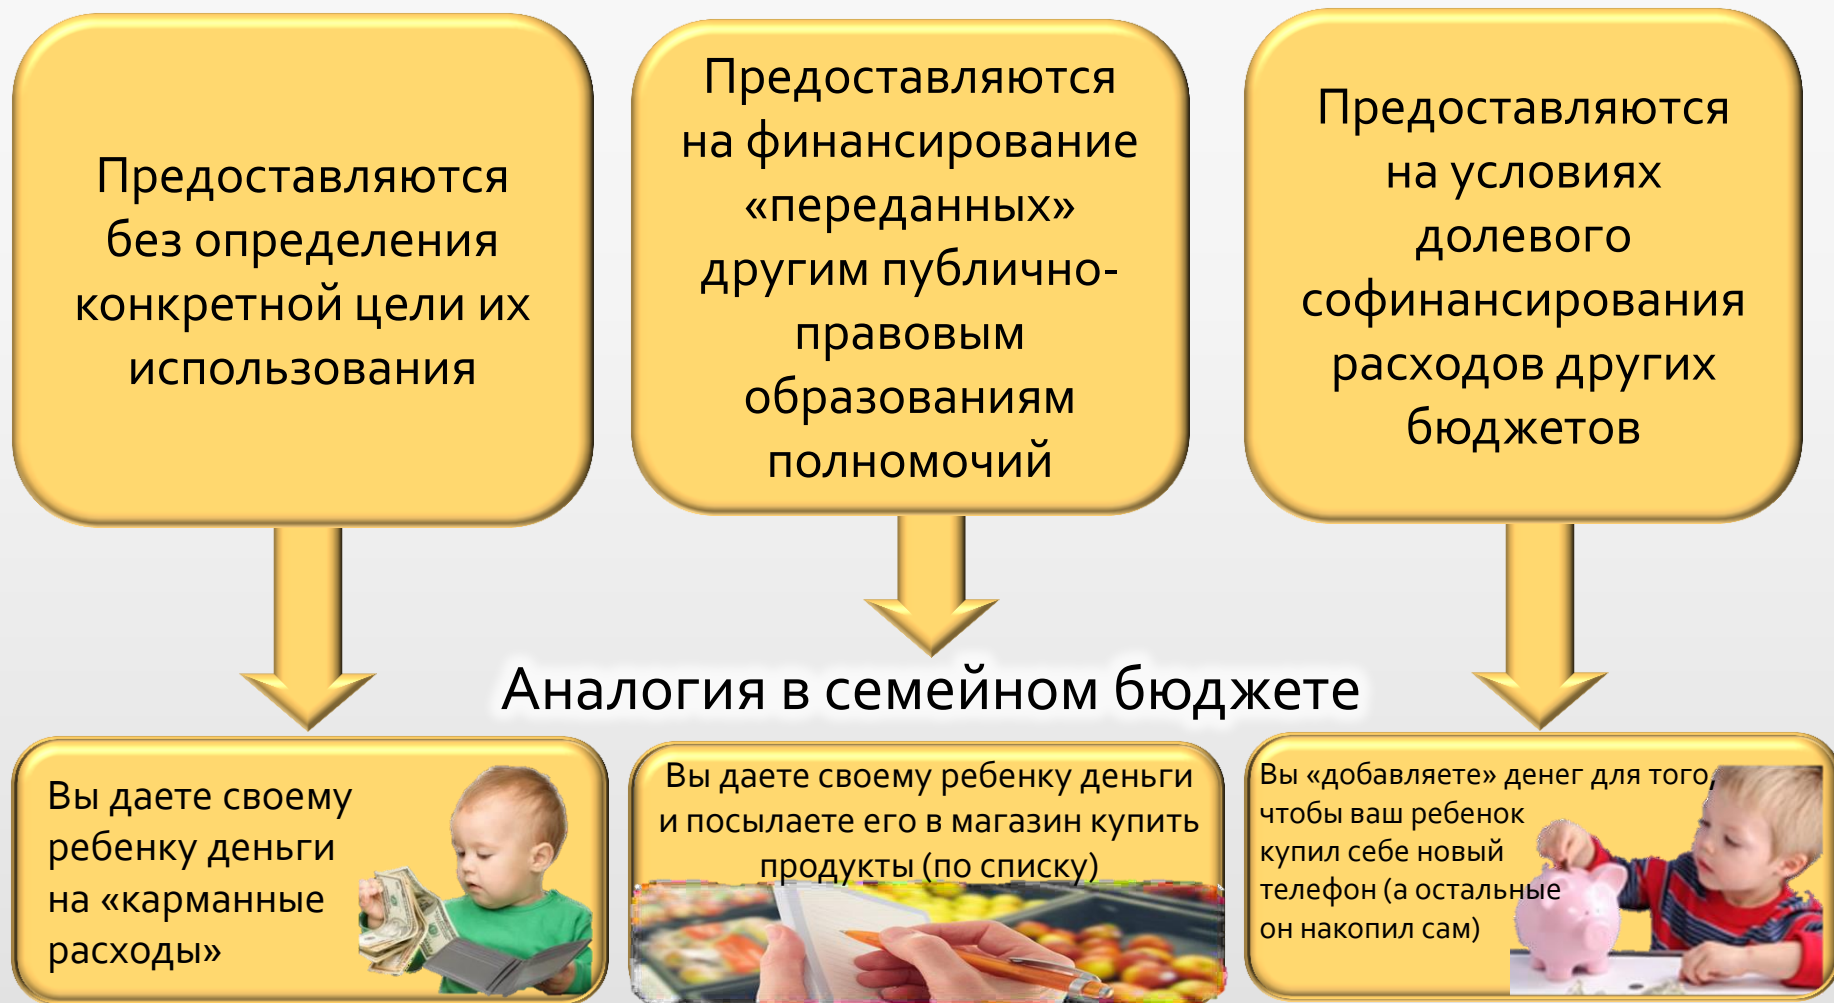 Предоставляются
без определения
конкретной цели их
использования
Предоставляются
на финансирование
«переданных»
другим публично-
правовым
образованиям
полномочий
Предоставляются
на условиях
долевого
софинансирования
расходов других
бюджетов
Аналогия в семейном бюджете
Вы даете своему
ребенку деньги
на «карманные
расходы»
Вы даете своему ребенку деньги
и посылаете его в магазин купить
продукты (по списку)
Вы «добавляете» денег для того,
чтобы ваш ребенок
купил себе новый
телефон (а остальные
он накопил сам)